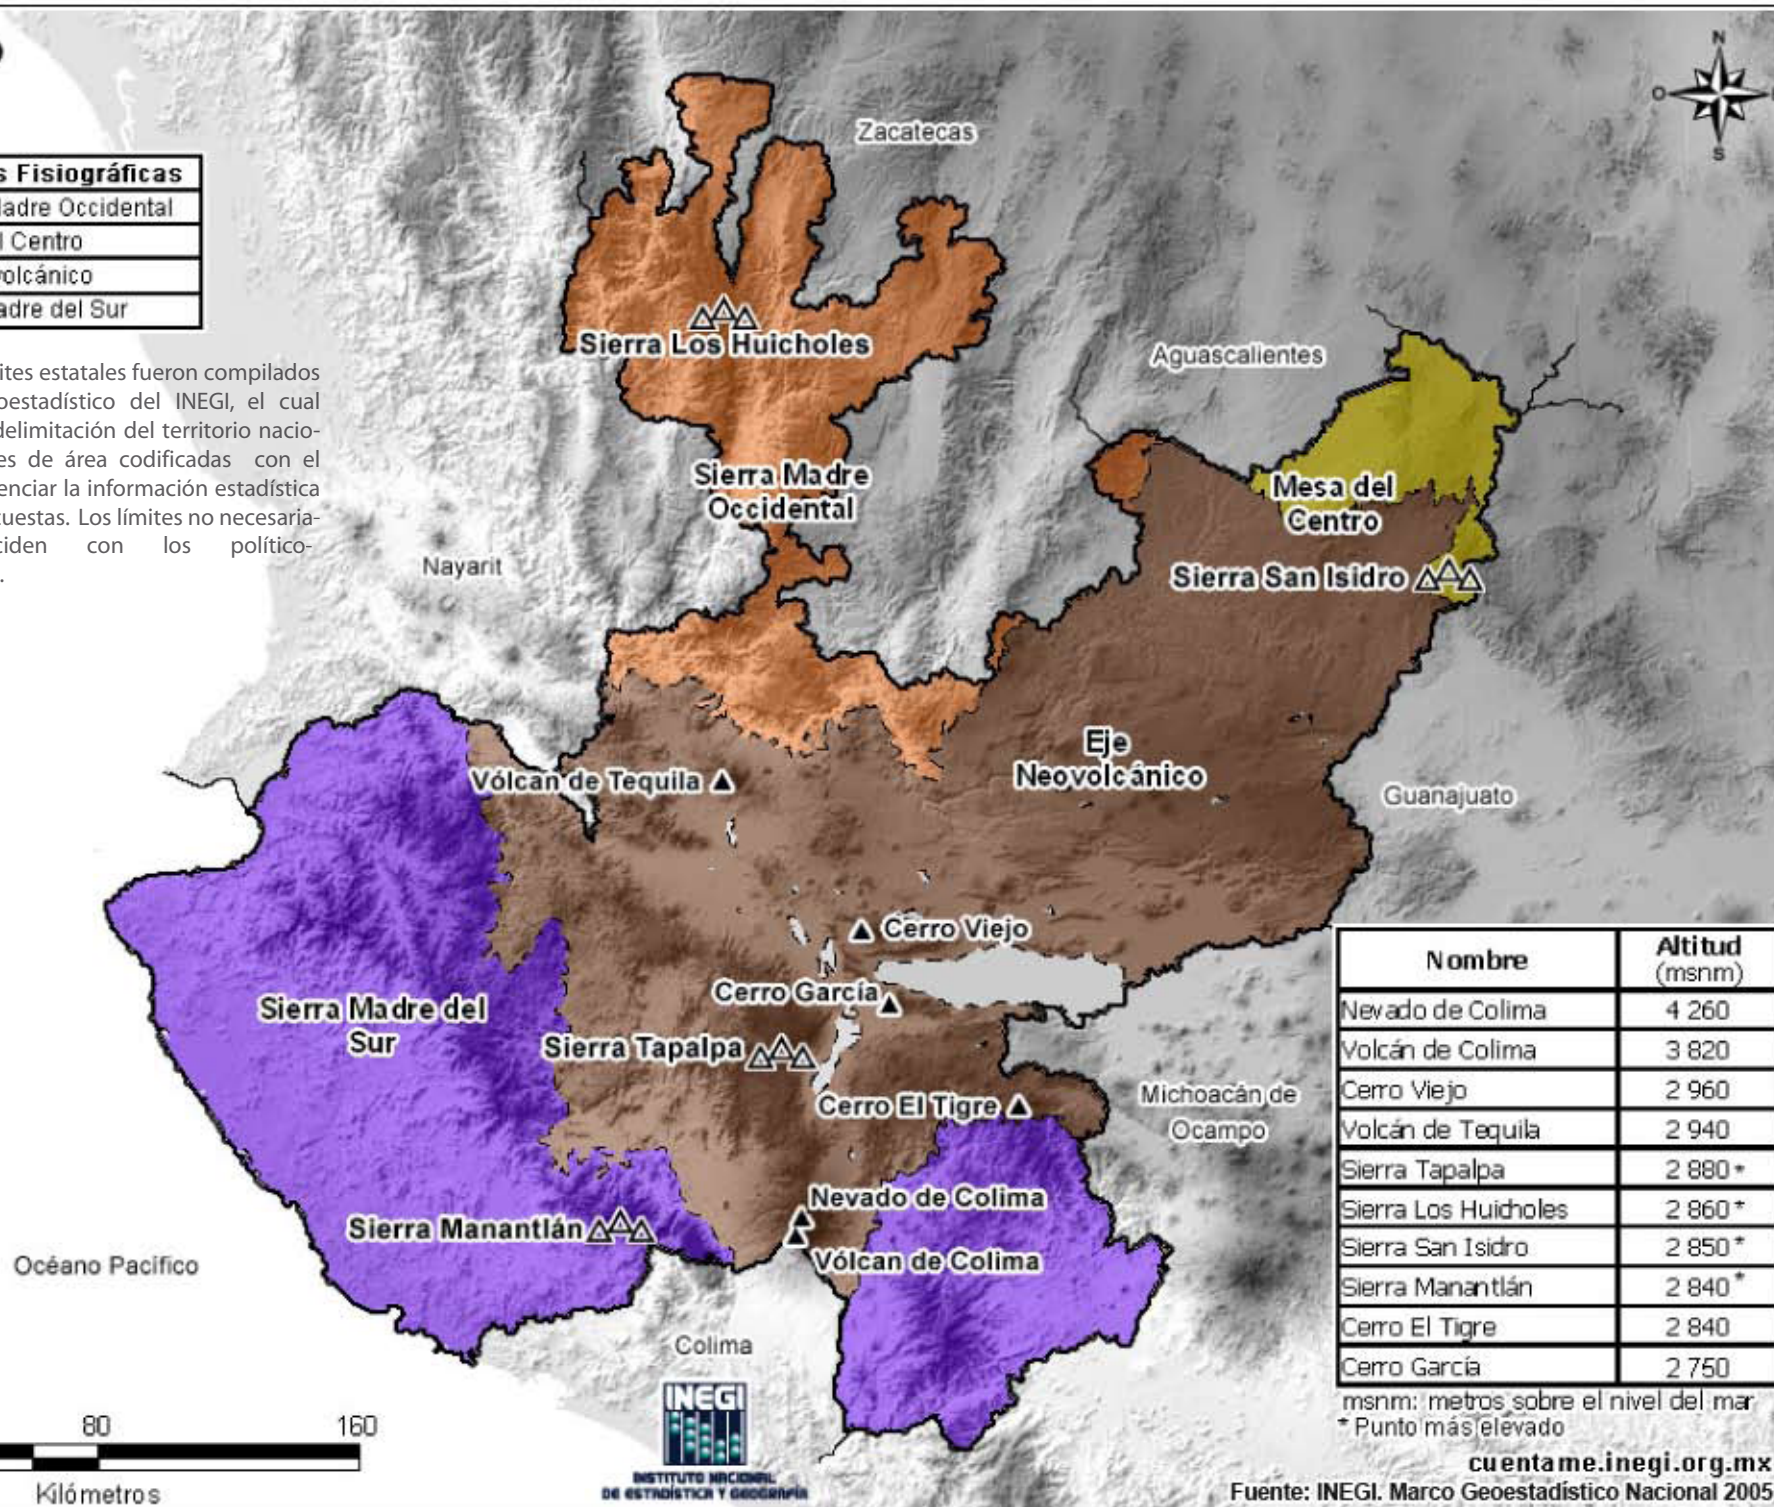 s Fisiográficas
adre Occidental
l Centro
volcánico
adre del Sur
ites estatales fueron compilados
oestadístico del INEGI, el cual
delimitación del territorio nacio-
es de área codificadas con el
enciar la información estadística
cuestas. Los límites no necesaria-
ciden con los político-
.
N
O
S
Zacatecas
Sierra Los Huicholes
Aguascalientes
Sierra Madre
Occidental
Mesa del
Centro
Nayarit
Sierra San Isidro
Eje
Neovolcánico
Vólcan de Tequila
Guanajuato
Cerro Viejo
Cerro García
Sierra Madre del
Sur
Sierra Tapalpa
Cerro El Tigre
Michoacán de
Ocampo
Nevado de Colima
Sierra Manantlán
Vólcan de Colima
Océano Pacífico
Colima
Nombre Altitud
(msnm)
Nevado de Colima 4 260
Volcán de Colima 3 820
Cerro Viejo 2 960
Volcán de Tequila 2 940
Sierra Tapalpa 2 880*
Sierra Los Huicholes 2 860*
Sierra San Isidro 2 850*
Sierra Manantlán 2 840*
Cerro El Tigre 2 840
Cerro García 2 750
msnm: metros sobre el nivel del mar
* Punto más elevado
80 160
Kilómetros
INEGI
INSTITUTO NACIONAL
DE ESTADÍSTICA Y GEOGRAFÍA
cuentame.inegi.org.mx
Fuente: INEGI. Marco Geoestadístico Nacional 2005